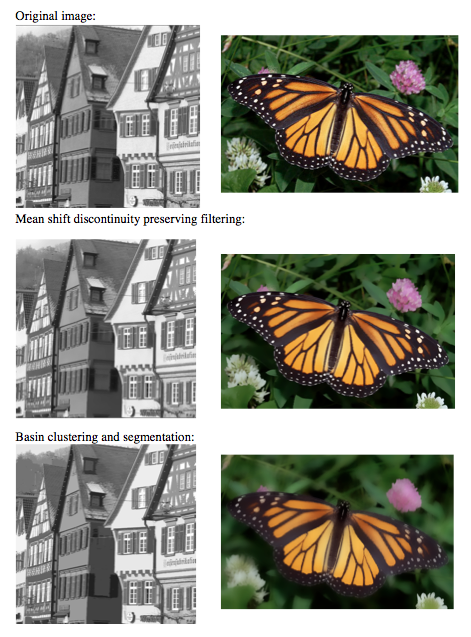 Original image:
Mean shift discontinuity preserving filtering:
Basin clustering and segmentation: